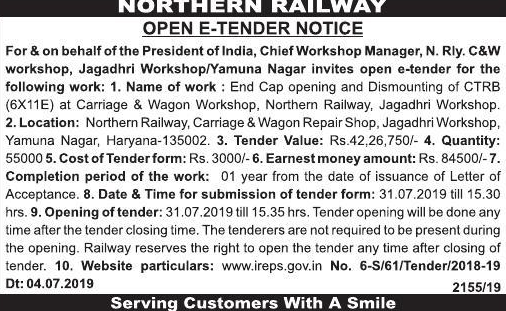 NORTHERN RAILWAY
OPEN E-TENDER NOTICE
For & on behalf of the President of India, Chief Workshop Manager, N. Rly. C&W
workshop, Jagadhri Workshop/Yamuna Nagar invites open e-tender for the
following work: 1. Name of work : End Cap opening and Dismounting of CTRB
(6X11E) at Carriage & Wagon Workshop, Northern Railway, Jagadhri Workshop.
2. Location: Northern Railway, Carriage & Wagon Repair Shop, Jagadhri Workshop,
Yamuna Nagar, Haryana-135002. 3. Tender Value: Rs.42,26,750/- 4. Quantity:
55000 5. Cost of Tender form: Rs. 3000/- 6. Earnest money amount: Rs. 84500/- 7.
Completion period of the work: 01 year from the date of issuance of Letter of
Acceptance. 8. Date & Time for submission of tender form: 31.07.2019 till 15.30
hrs. 9. Opening of tender: 31.07.2019 till 15.35 hrs. Tender opening will be done any
time after the tender closing time. The tenderers are not required to be present during
the opening. Railway reserves the right to open the tender any time after closing of
tender. 10. Website particulars: www.ireps.gov.in No. 6-S/61/Tender/2018-19
Dt: 04.07.2019 2155/19
Serving Customers With A Smile